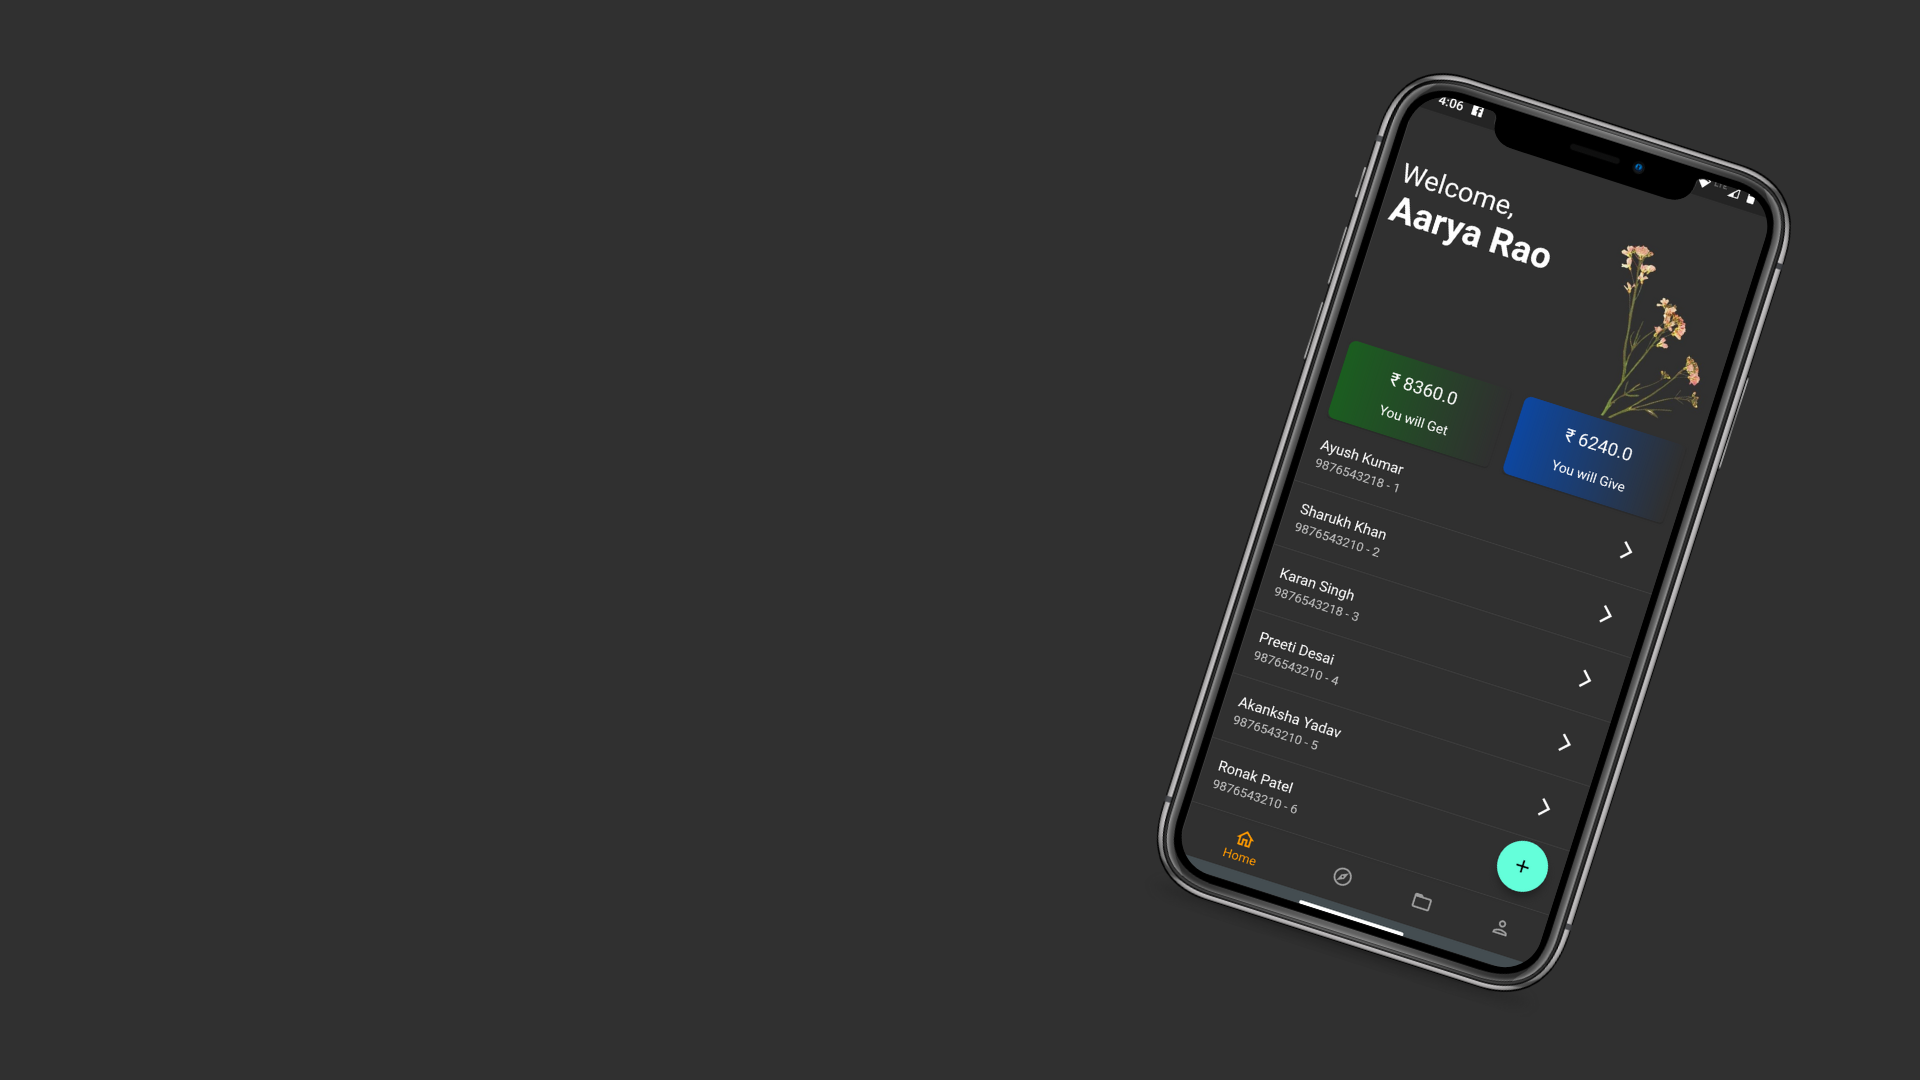 4:06
LTE
Welcome,
Aarya Rao
₹ 8360.0
You will Get
₹ 6240.0
You will Give
Ayush Kumar
9876543218 - 1
Sharukh Khan
9876543210 - 2
Karan Singh
9876543218 - 3
Preeti Desai
9876543210 - 4
Akanksha Yadav
9876543210 - 5
Ronak Patel
9876543210 - 6
Home